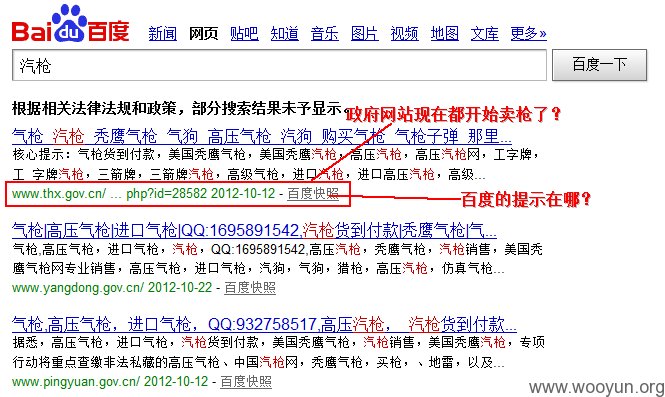 Bai du 百度
新闻 网页 贴吧 知道 音乐 图片 视频 地图 文库 更多»
汽枪 百度一下
根据相关法律法规和政策，部分搜索结果未予显示。
政府网站现在都开始卖枪了？
气枪 汽枪 秃鹰气枪 气狗 高压气枪 汽狗 购买气枪 气枪子弹 那里...
核心提示：气枪货到付款，美国秃鹰气枪，美国秃鹰汽枪，高压汽枪，高压汽枪网，工字牌，
工 字牌汽枪，三箭牌，三箭牌汽枪，高级气枪，进口汽枪，进口高压汽枪，高级...
www.thx.gov.cn/ ... php?id=28582 2012-10-12 - 百度快照
百度的提示在哪？
气枪|高压气枪|进口气枪|QQ:1695891542,汽枪货到付款|秃鹰气枪|气...
气枪,高压气枪，进口气枪，汽枪,QQ:1695891542,高压汽枪，秃鹰气枪，汽枪销售，美国秃
鹰气枪网专业销售，高压气枪，进口气枪，汽狗，气狗，猎枪，高压汽枪，仿真气枪...
www.yangdong.gov.cn/ 2012-10-22 - 百度快照
气枪,高压气枪，进口气枪，QQ:932758517,高压汽枪， 汽枪货到付款...
据悉，高压气枪，进口气枪，汽枪货到付款，美国秃鹰气枪，美国秃鹰汽枪，汽枪销售，专项
行动将重点查缴非法私藏的高压气枪、中国汽枪网，秃鹰气枪，买枪，、地雷，以及...
www.pingyuan.gov.cn/ 2012-10-12 - 百度快照
www.wooyun.org